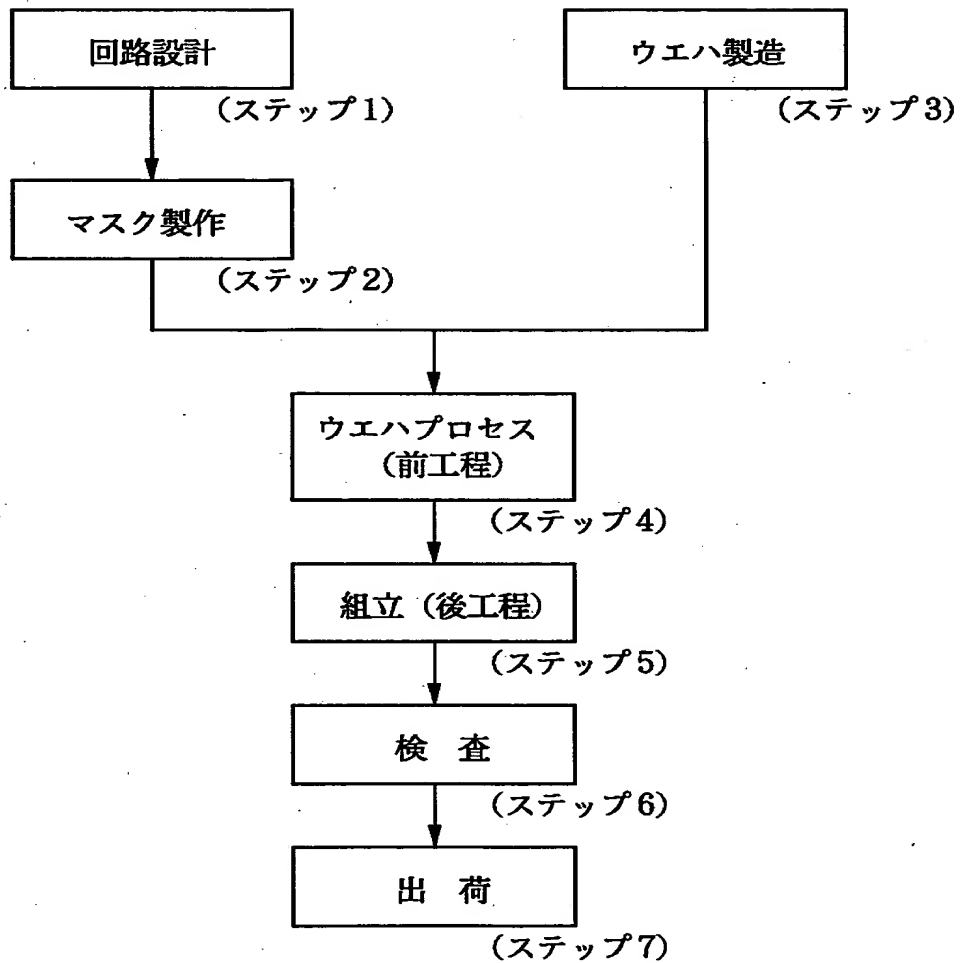 回路設計
(ステップ1)
ウエハ製造
(ステップ3)
マスク製作
(ステップ2)
ウエハプロセス
(前工程)
(ステップ4)
組立(後工程)
(ステップ5)
検 査
(ステップ6)
出 荷
(ステップ7)